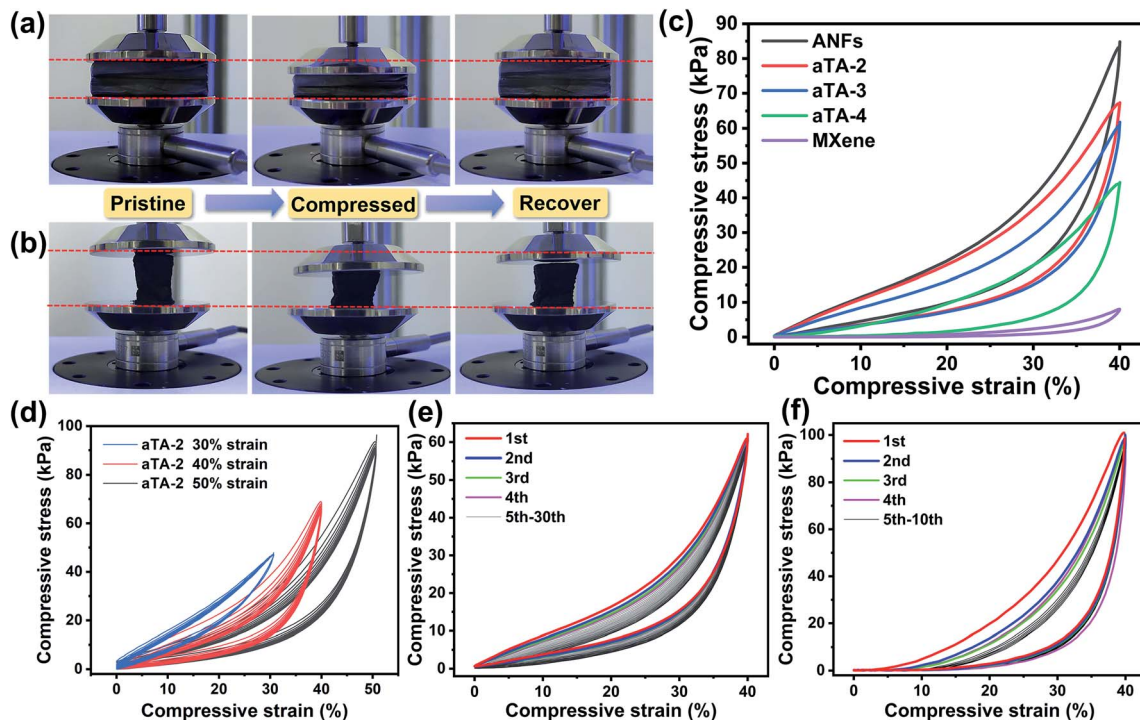 (a)
Pristine
Compressed
Recover
(b)
(c)
Compressive stress (kPa)
90
80
70
60
50
40
30
20
10
0
ANFs
aTA-2
aTA-3
aTA-4
MXene
0
10
20
30
40
Compressive strain (%)
(d)
Compressive stress (kPa)
100
80
60
40
20
0
aTA-2 30% strain
aTA-2 40% strain
aTA-2 50% strain
0
10
20
30
40
50
Compressive strain (%)
(e)
Compressive stress (kPa)
60
50
40
30
20
10
0
1st
2nd
3rd
4th
5th-30th
0
10
20
30
40
Compressive strain (%)
(f)
Compressive stress (kPa)
100
80
60
40
20
0
1st
2nd
3rd
4th
5th-10th
0
10
20
30
40
Compressive strain (%)